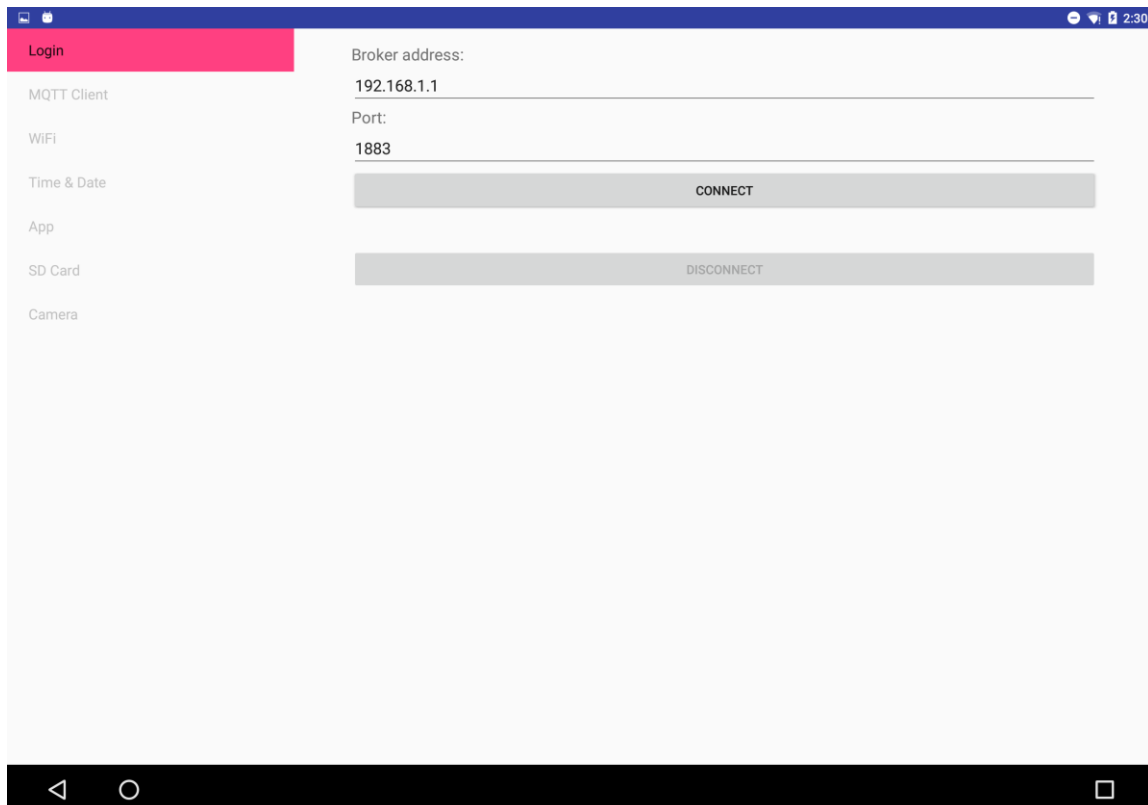 2:30
Login
MQTT Client
WiFi
Time & Date
App
SD Card
Camera
Broker address:
192.168.1.1
Port:
1883
CONNECT
DISCONNECT